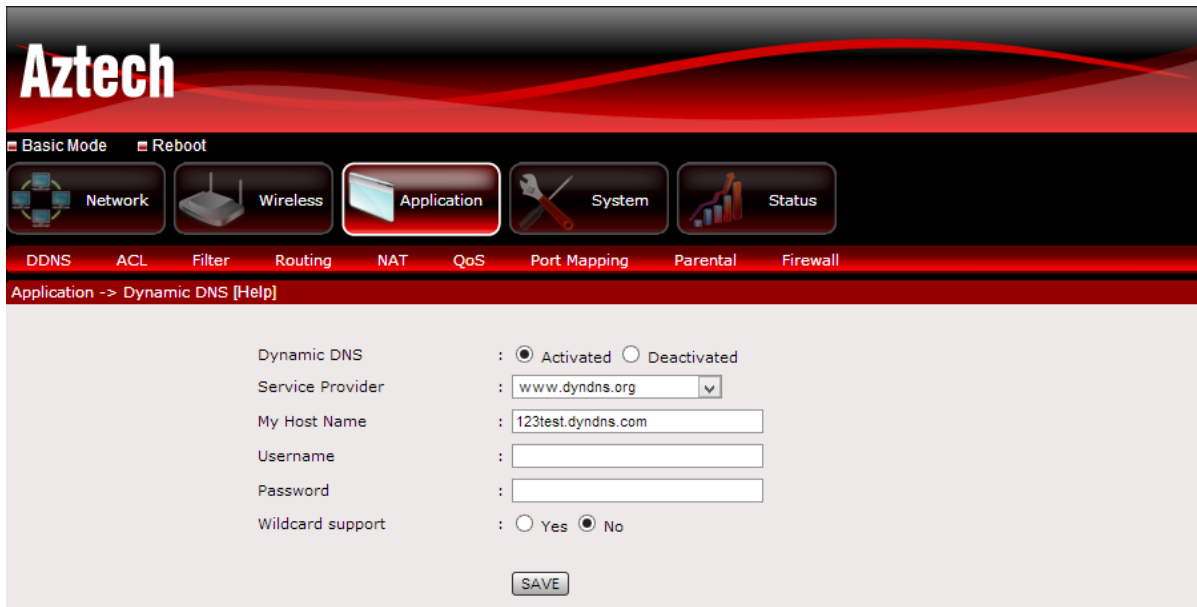 Aztech
Basic Mode Reboot
Network Wireless Application System Status
DDNS ACL Filter Routing NAT QoS Port Mapping Parental Firewall
Application -> Dynamic DNS [Help]
Dynamic DNS : Activated Deactivated
Service Provider : www.dyndns.org
My Host Name : 123test.dyndns.com
Username :
Password :
Wildcard support : Yes No
SAVE